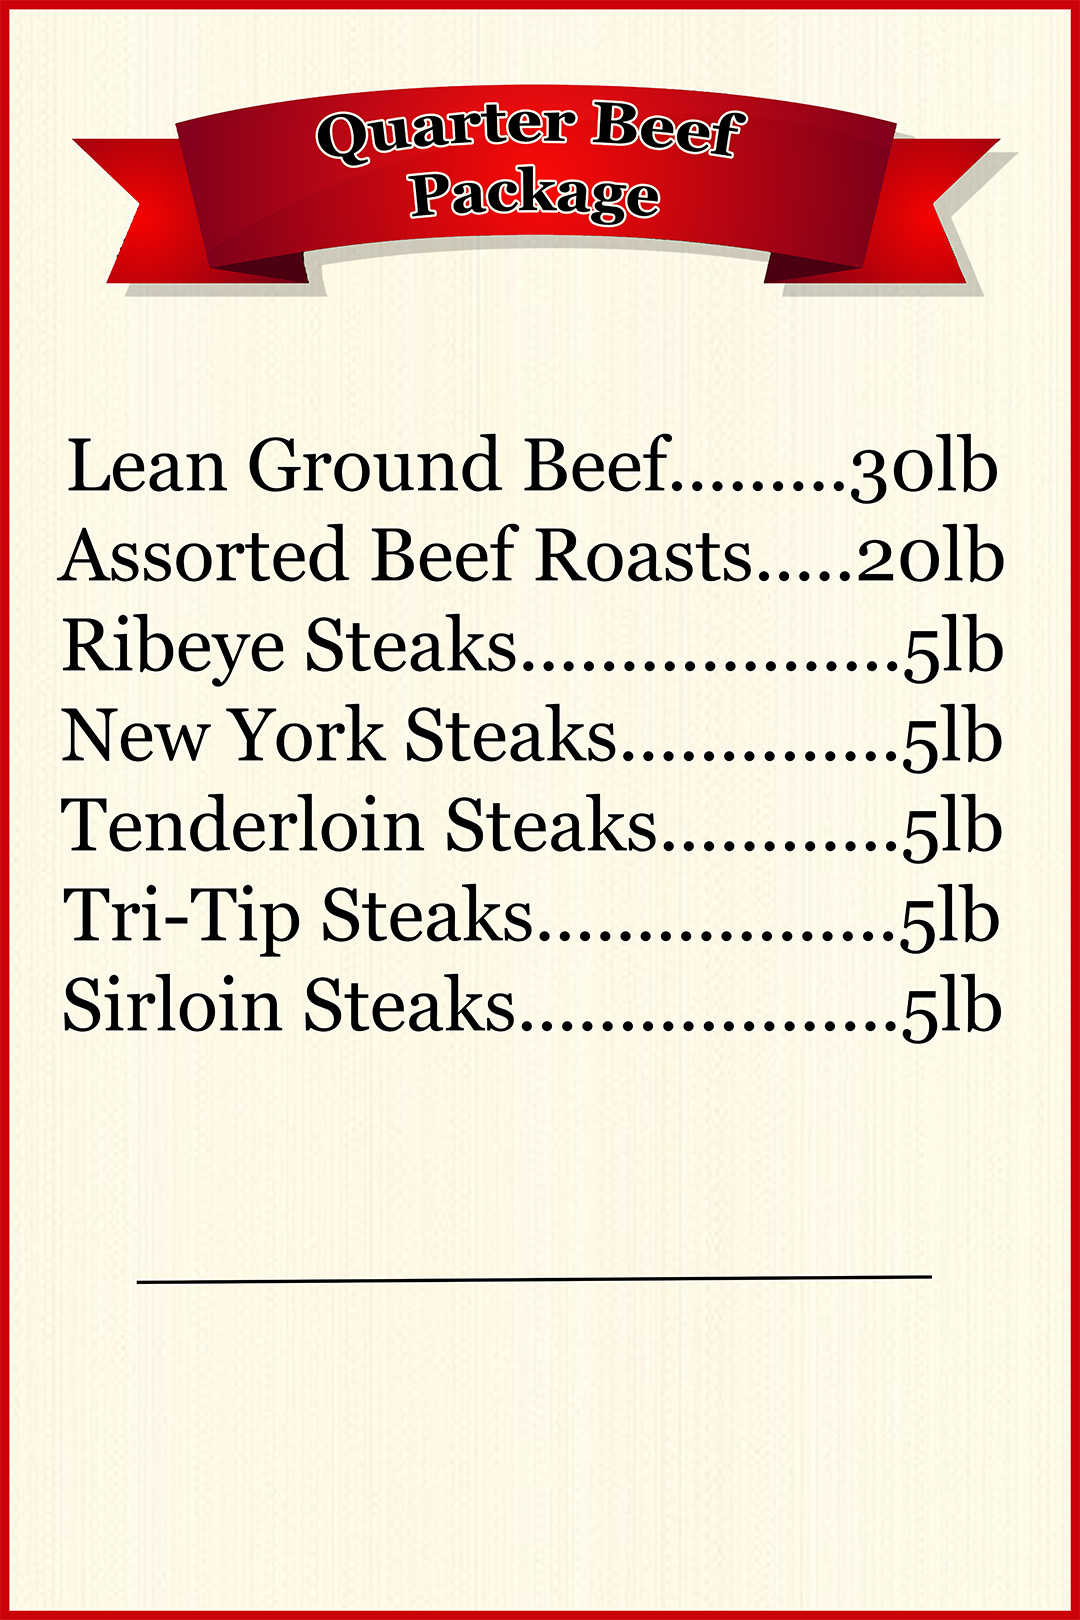 Quarter Beef
Package
Lean Ground Beef.........30lb
Assorted Beef Roasts.....20lb
Ribeye Steaks...................5lb
New York Steaks..............5lb
Tenderloin Steaks............5lb
Tri-Tip Steaks..................5lb
Sirloin Steaks...................5lb